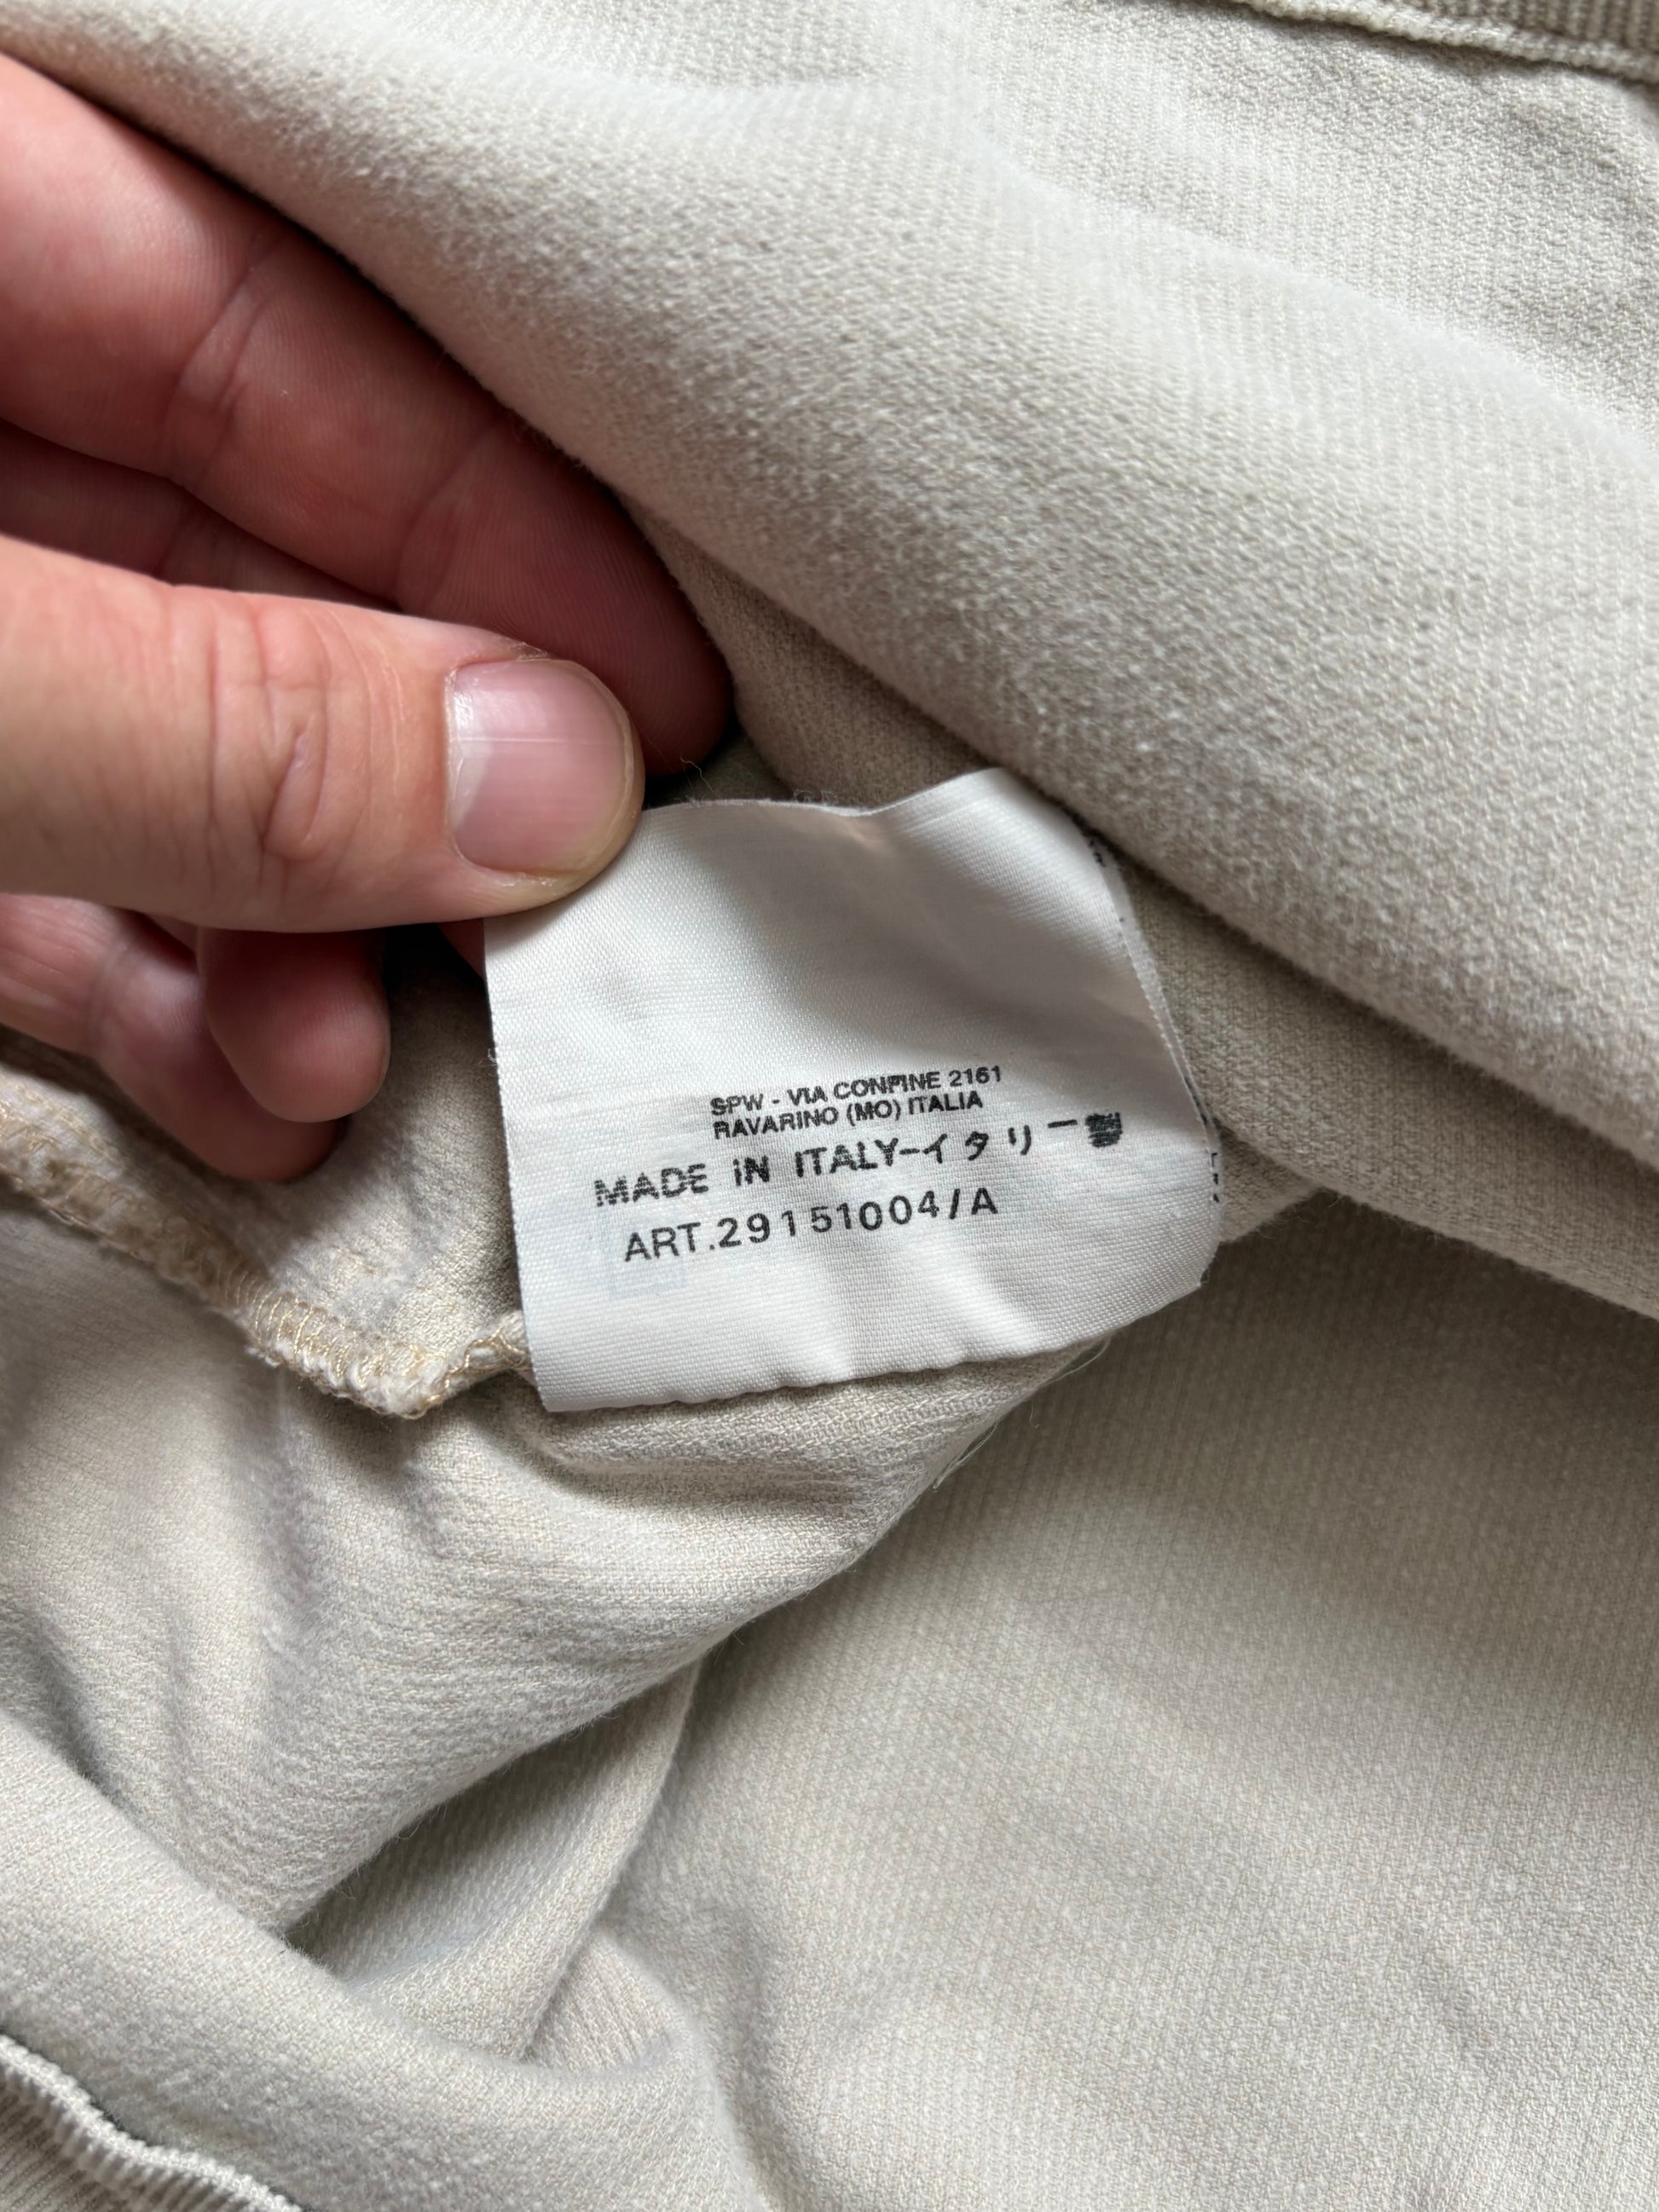 SPW - VIA CONFINE 2161
RAVARINO (MO) ITALIA
MADE iN ITALY-イタリー製
ART.29151004/A